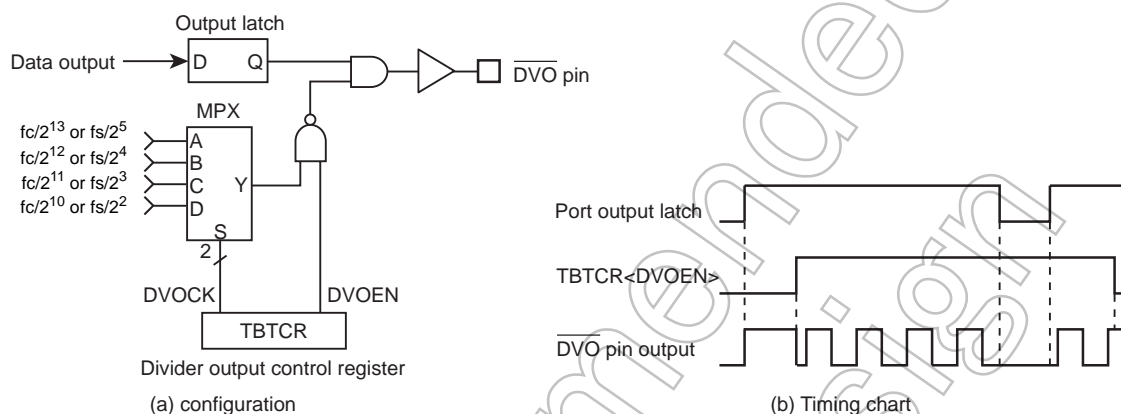 Output latch
Data output
D Q
DVO pin
MPX
fc/2^13 or fs/2^5
fc/2^12 or fs/2^4
fc/2^11 or fs/2^3
fc/2^10 or fs/2^2
A
B
C
D
Y
S
2
DVOCK
DVOEN
TBTCR
Divider output control register
(a) configuration
Port output latch
TBTCR<DVOEN>
DVO pin output
(b) Timing chart
mended
sign